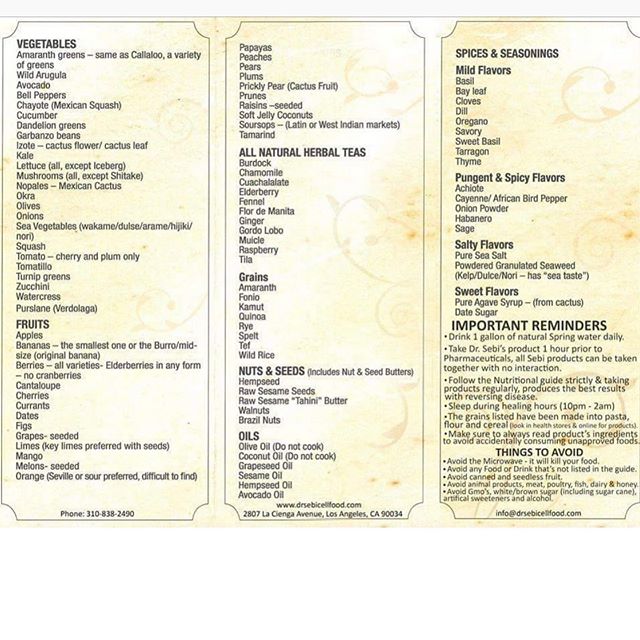 VEGETABLES
Amaranth greens – same as Callaloo, a variety
of greens
Wild Arugula
Avocado
Bell Peppers
Chayote (Mexican Squash)
Cucumber
Dandelion greens
Garbanzo beans
Izote – cactus flower/ cactus leaf
Kale
Lettuce (all, except Iceberg)
Mushrooms (all, except Shitake)
Nopales – Mexican Cactus
Okra
Olives
Onions
Sea Vegetables (wakame/dulse/arame/hijiki/
nori)
Squash
Tomato – cherry and plum only
Tomatillo
Turnip greens
Zucchini
Watercress
Purslane (Verdolaga)
FRUITS
Apples
Bananas – the smallest one or the Burro/mid-
size (original banana)
Berries – all varieties- Elderberries in any form
– no cranberries
Cantaloupe
Cherries
Currants
Dates
Figs
Grapes- seeded
Limes (key limes preferred with seeds)
Mango
Melons- seeded
Orange (Seville or sour preferred, difficult to find)
Phone: 310-838-2490
Papayas
Peaches
Pears
Plums
Prickly Pear (Cactus Fruit)
Prunes
Raisins –seeded
Soft Jelly Coconuts
Soursops – (Latin or West Indian markets)
Tamarind
ALL NATURAL HERBAL TEAS
Burdock
Chamomile
Cuachalalate
Elderberry
Fennel
Flor de Manita
Ginger
Gordo Lobo
Muicle
Raspberry
Tila
Grains
Amaranth
Fonio
Kamut
Quinoa
Rye
Spelt
Tef
Wild Rice
NUTS & SEEDS (Includes Nut & Seed Butters)
Hempseed
Raw Sesame Seeds
Raw Sesame "Tahini" Butter
Walnuts
Brazil Nuts
OILS
Olive Oil (Do not cook)
Coconut Oil (Do not cook)
Grapeseed Oil
Sesame Oil
Hempseed Oil
Avocado Oil
www.drsebicellfood.com
2807 La Cienga Avenue, Los Angeles, CA 90034
SPICES & SEASONINGS
Mild Flavors
Basil
Bay leaf
Cloves
Dill
Oregano
Savory
Sweet Basil
Tarragon
Thyme
Pungent & Spicy Flavors
Achiote
Cayenne/ African Bird Pepper
Onion Powder
Habanero
Sage
Salty Flavors
Pure Sea Salt
Powdered Granulated Seaweed
(Kelp/Dulce/Nori – has "sea taste")
Sweet Flavors
Pure Agave Syrup – (from cactus)
Date Sugar
IMPORTANT REMINDERS
•Drink 1 gallon of natural Spring water daily.
•Take Dr. Sebi's product 1 hour prior to
Pharmaceuticals, all Sebi products can be taken
together with no interaction.
•Follow the Nutritional guide strictly & taking
products regularly, produces the best results
with reversing disease.
•Sleep during healing hours (10pm - 2am)
•The grains listed have been made into pasta,
flour and cereal (look in health stores & online for products).
•Make sure to always read product's ingredients
to avoid accidentally consuming unapproved foods.
THINGS TO AVOID
•Avoid the Microwave - it will kill your food.
•Avoid any Food or Drink that's not listed in the guide.
•Avoid canned and seedless fruit.
•Avoid animal products, meat, poultry, fish, dairy & honey.
•Avoid Gmo's, white/brown sugar (including sugar cane),
artifical sweeteners and alcohol.
info@drsebicellfood.com